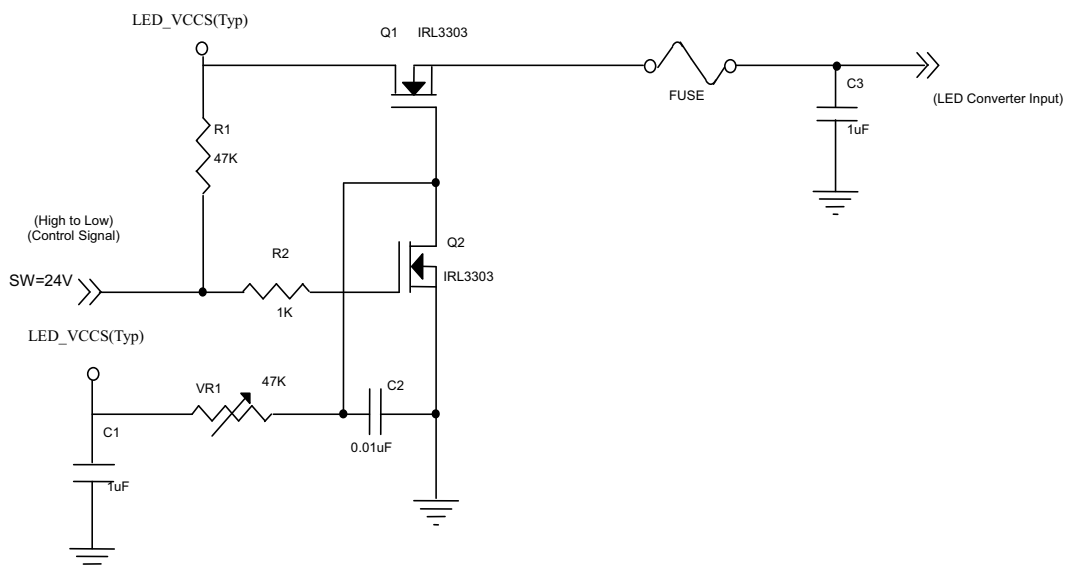 LED_VCCS(Typ)
Q1 IRL3303
FUSE
C3
1uF
(LED Converter Input)
R1
47K
(High to Low)
(Control Signal)
SW=24V
R2
1K
Q2
IRL3303
LED_VCCS(Typ)
VR1
47K
C2
0.01uF
C1
1uF